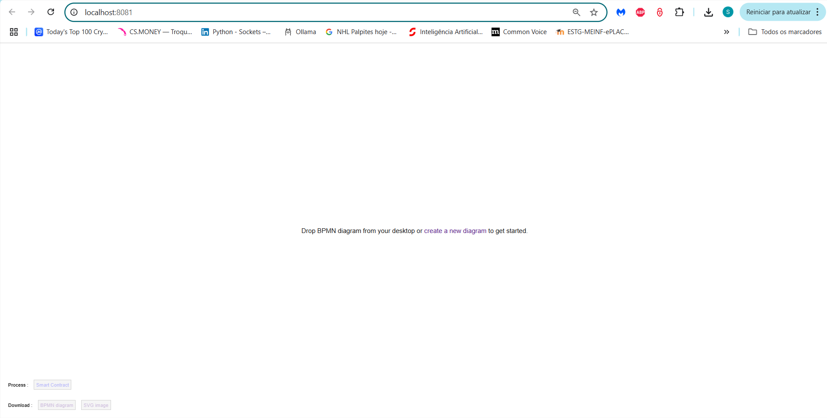 localhost:8081
Reiniciar para atualizar
Today's Top 100 Cry...
CS.MONEY — Troqu...
Python - Sockets –...
Ollama
NHL Palpites hoje -...
Inteligência Artificial...
Common Voice
ESTG-MEINF-ePLAC...
»
Todos os marcadores
Drop BPMN diagram from your desktop or create a new diagram to get started.
Process : Smart Contract
Download : BPMN diagram SVG image